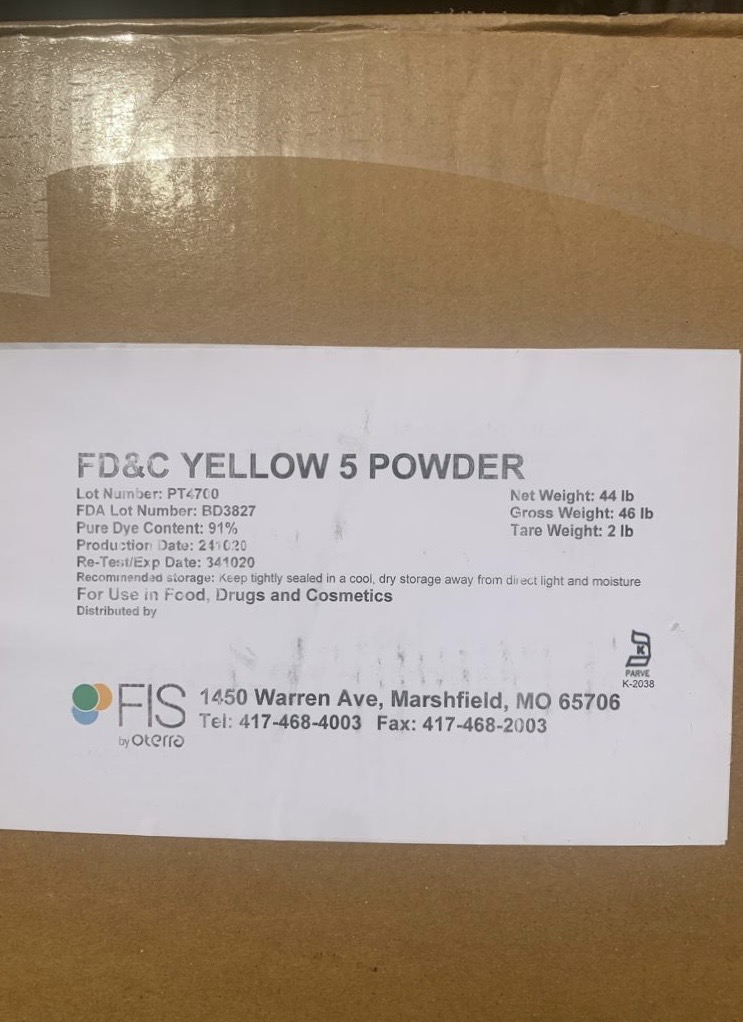 FD&C YELLOW 5 POWDER
Lot Number: PT4700
FDA Lot Number: BD3827
Pure Dye Content: 91%
Production Date: 241020
Re-Test/Exp Date: 341020
Net Weight: 44 lb
Gross Weight: 46 lb
Tare Weight: 2 lb
Recommended storage: Keep tightly sealed in a cool, dry storage away from direct light and moisture
For Use in Food, Drugs and Cosmetics
Distributed by
K
PARVE
K-2038
FIS
by Oterra
1450 Warren Ave, Marshfield, MO 65706
Tel: 417-468-4003 Fax: 417-468-2003